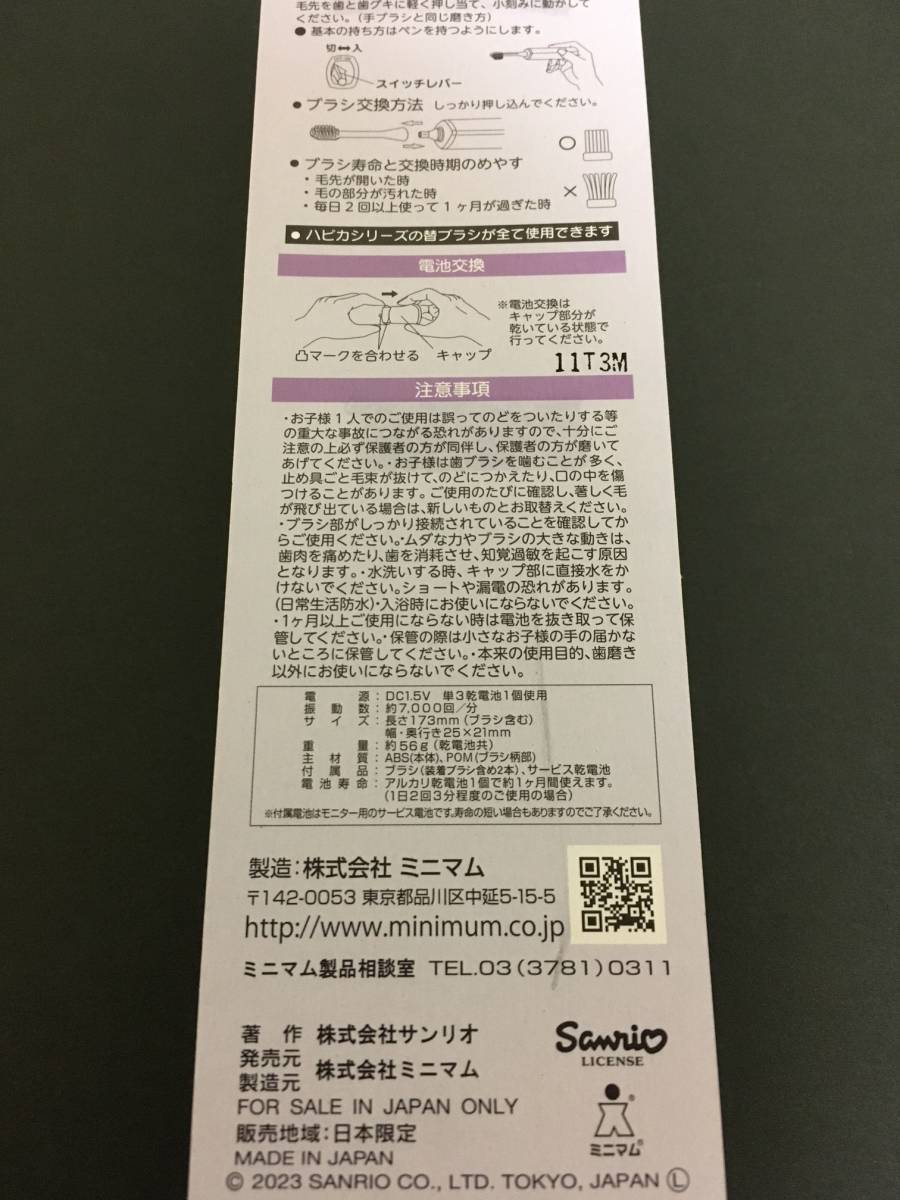 毛先を歯と歯グキに軽く押し当て、小刻みに動かして
ください。(手ブラシと同じ磨き方)
● 基本の持ち方はペンを持つようにします。
切⇔入
スイッチレバー
● ブラシ交換方法 しっかり押し込んでください。
● ブラシ寿命と交換時期のめやす
・毛先が開いた時
・毛の部分が汚れた時
・毎日2回以上使って1ヶ月が過ぎた時
○
×
● ハピカシリーズの替ブラシが全て使用できます
電池交換
※電池交換は
キャップ部分が
乾いている状態で
行ってください。
凸マークを合わせる キャップ
11T3M
注意事項
・お子様1人でのご使用は誤ってのどをついたりする等
の重大な事故につながる恐れがありますので、十分にご
注意の上必ず保護者の方が同伴し、保護者の方が磨いて
あげてください。・お子様は歯ブラシを噛むことが多く、
止め具ごと毛束が抜けて、のどにつかえたり、口の中を傷
つけることがあります。ご使用のたびに確認し、著しく毛
が飛び出ている場合は、新しいものとお取替えください。
・ブラシ部がしっかり接続されていることを確認してか
らご使用ください。・ムダな力やブラシの大きな動きは、
歯肉を痛めたり、歯を消耗させ、知覚過敏を起こす原因
となります。・水洗いする時、キャップ部に直接水をか
けないでください。ショートや漏電の恐れがあります。
(日常生活防水)・入浴時にお使いにならないでください。
・1ヶ月以上ご使用にならない時は電池を抜き取って保
管してください。・保管の際は小さなお子様の手の届かな
いところに保管してください。・本来の使用目的、歯磨き
以外にお使いにならないでください。
電源：DC1.5V 単3乾電池1個使用
振動数：約7,000回／分
サイズ：長さ173mm(ブラシ含む)
幅・奥行き25×21mm
重量：約56g(乾電池共)
主材質：ABS(本体)、POM(ブラシ柄部)
付属品：ブラシ(装着ブラシ含め2本)、サービス乾電池
電池寿命：アルカリ乾電池1個で約1ヶ月間使えます。
(1日2回3分程度のご使用の場合)
※付属電池はモニター用のサービス電池です。寿命の短い場合もありますのでご了承ください。
製造：株式会社 ミニマム
〒142-0053 東京都品川区中延5-15-5
http://www.minimum.co.jp
ミニマム製品相談室 TEL.03(3781)0311
著作 株式会社サンリオ
発売元
製造元 株式会社ミニマム
Sanrio
LICENSE
ミニマム®
FOR SALE IN JAPAN ONLY
販売地域：日本限定
MADE IN JAPAN
© 2023 SANRIO CO., LTD. TOKYO, JAPAN Ⓛ